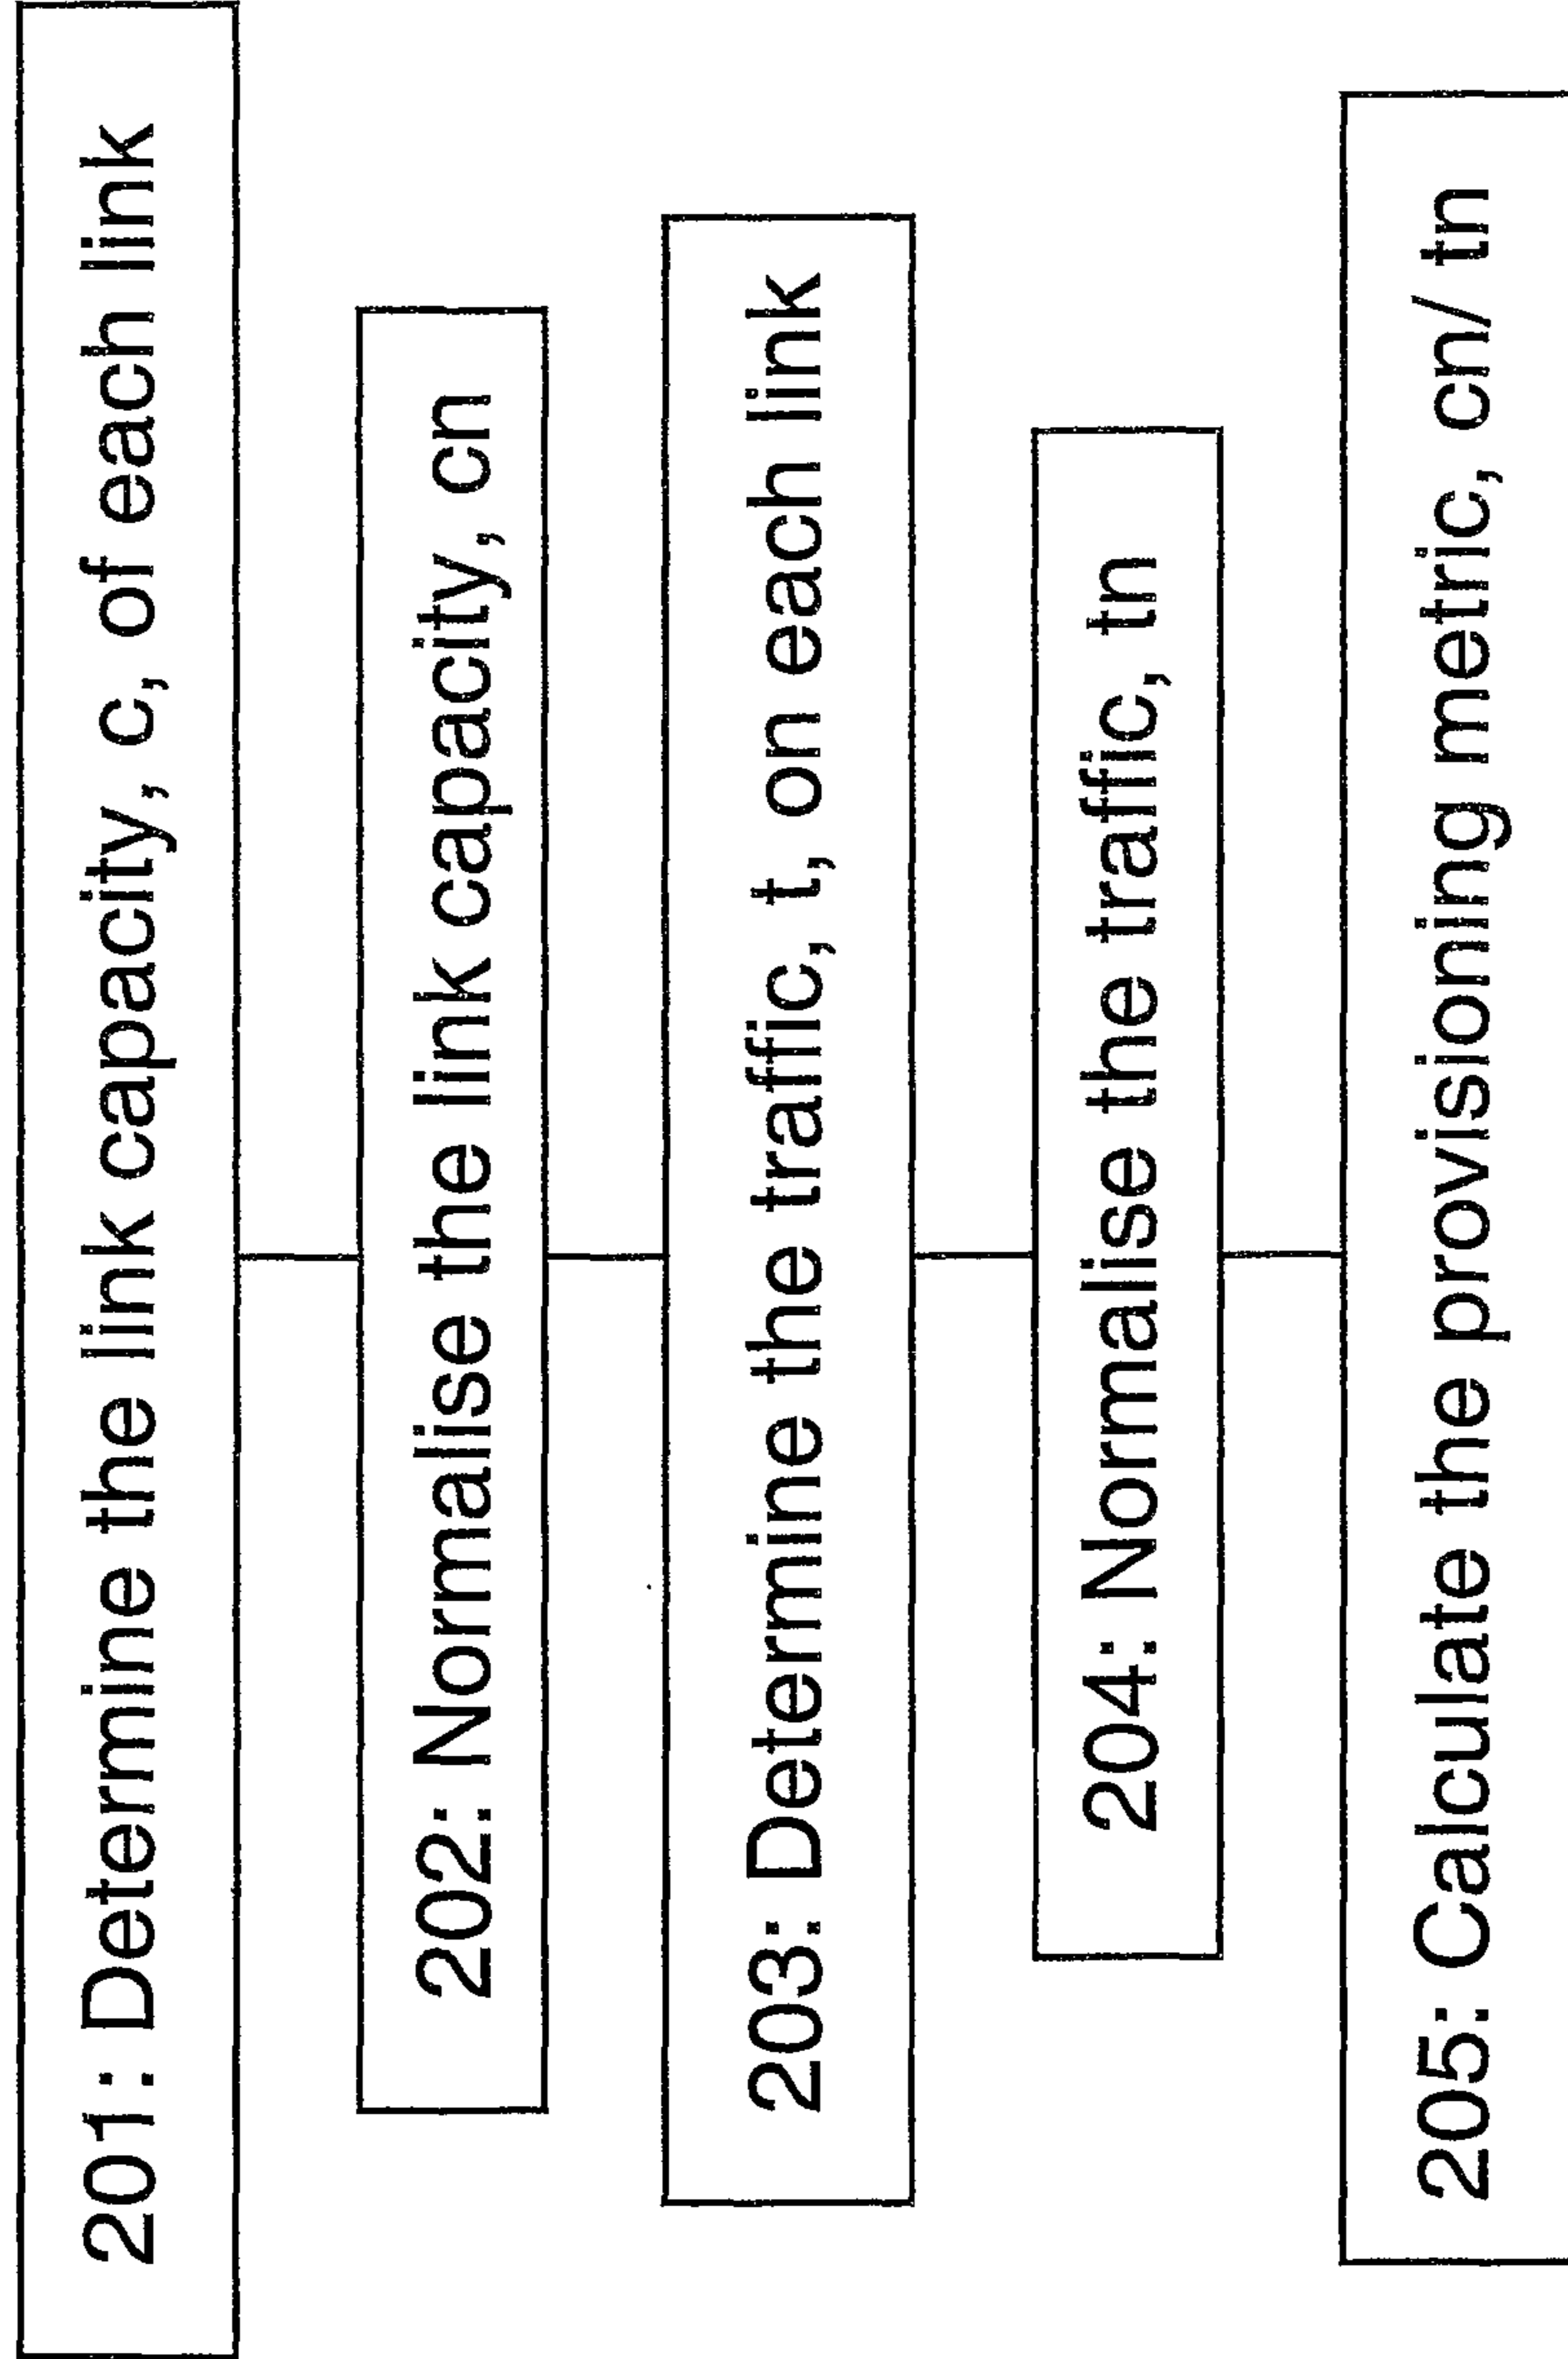 201: Determine the link capacity, c, of each link
202: Normalise the link capacity, cn
203: Determine the traffic, t, on each link
204: Normalise the traffic, tn
205: Calculate the provisioning metric, cn/ tn